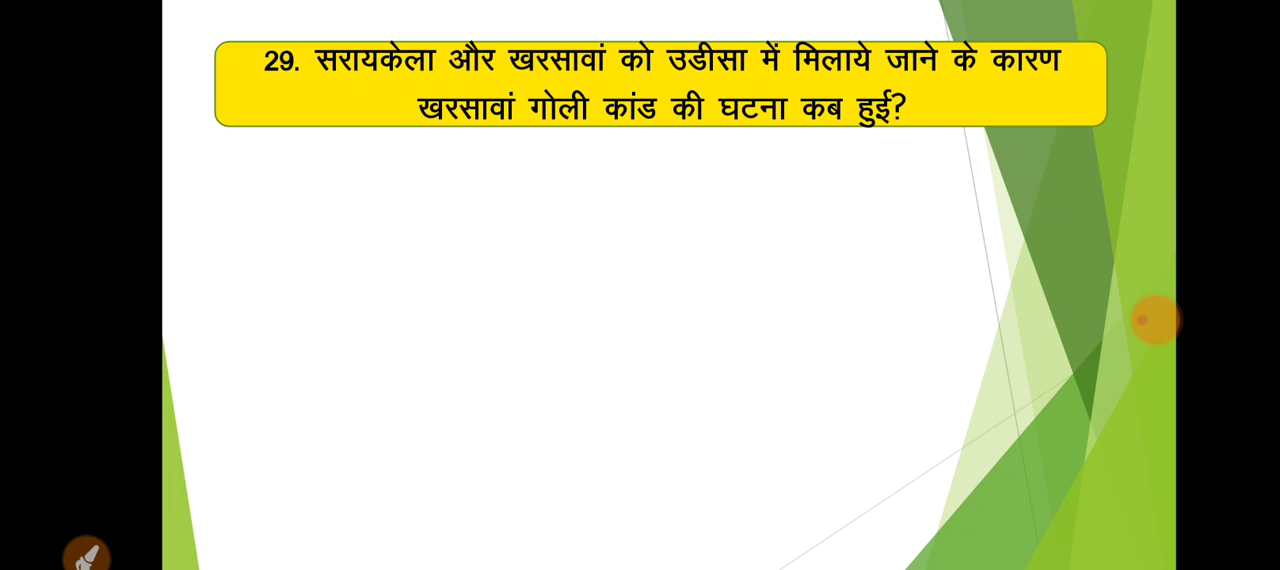 29. सरायकेला और खरसावां को उडीसा में मिलाये जाने के कारण
खरसावां गोली कांड की घटना कब हुई?